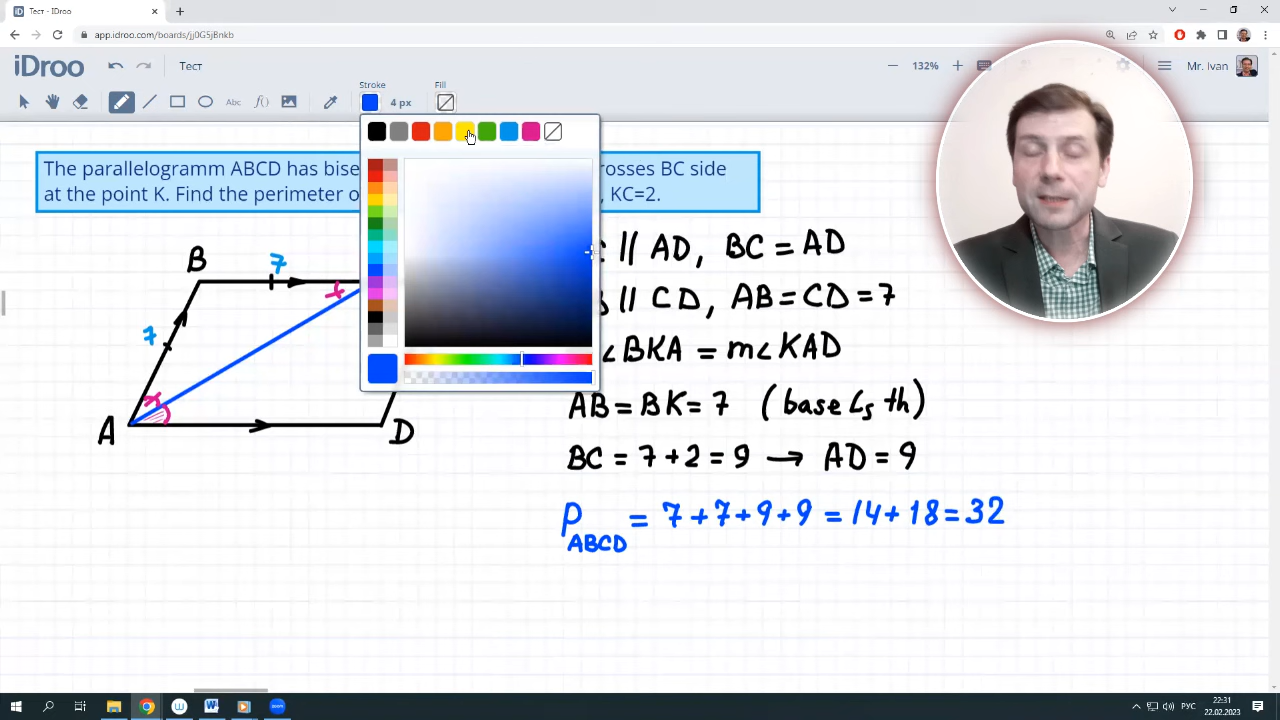 Тест - IDroo
app.idroo.com/boards/jj0G5jBnkb
iDroo
Тест
132%
Mr. Ivan
Stroke
Fill
Abc
f()
4 px
The parallelogramm ABCD has bise rosses BC side
at the point K. Find the perimeter o , KC=2.
B
7
7
x
x
A
D
|| AD, BC = AD
|| CD, AB = CD = 7
∠BKA = m∠KAD
AB = BK = 7 (base ∠s th)
BC = 7 + 2 = 9 → AD = 9
P = 7 + 7 + 9 + 9 = 14 + 18 = 32
ABCD
РУС
22:31
22.02.2023